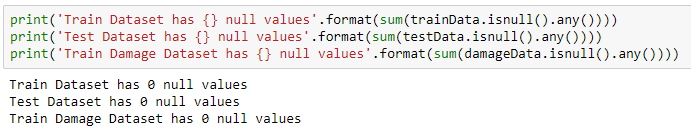 print('Train Dataset has {} null values'.format(sum(trainData.isnull().any())))
print('Test Dataset has {} null values'.format(sum(testData.isnull().any())))
print('Train Damage Dataset has {} null values'.format(sum(damageData.isnull().any())))
Train Dataset has 0 null values
Test Dataset has 0 null values
Train Damage Dataset has 0 null values